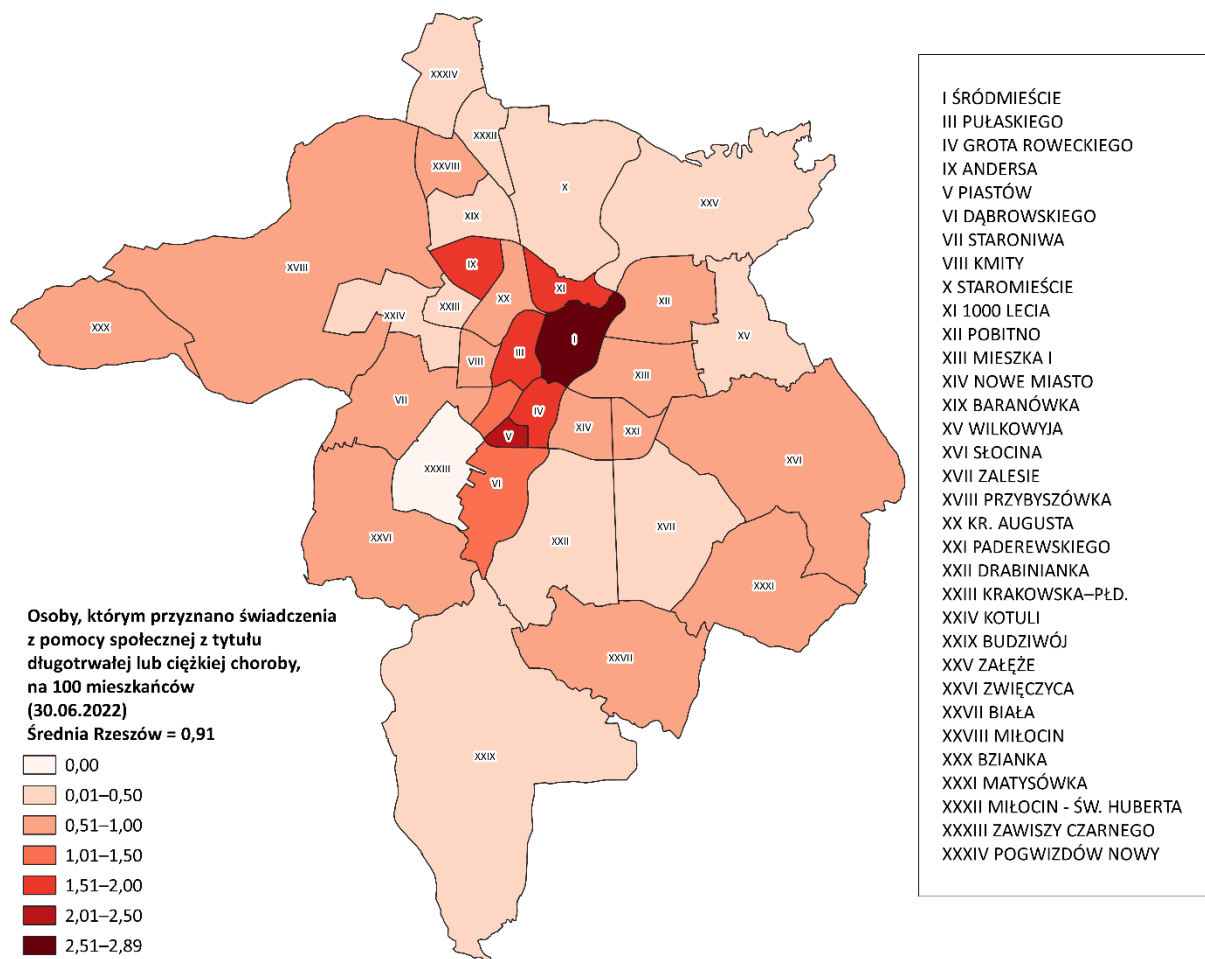 XXXIV
XXXII
XXVIII
X
XXV
XIX
IX
XVIII
XI
XX
XII
XXIII
XXIV
XXX
XV
I
III
VIII
XIII
VII
IV
XIV
XXI
V
XVI
XXXIII
VI
XXVI
XXII
XVII
XXXI
XXVII
XXIX
Osoby, którym przyznano świadczenia
z pomocy społecznej z tytułu
długotrwałej lub ciężkiej choroby,
na 100 mieszkańców
(30.06.2022)
Średnia Rzeszów = 0,91
0,00
0,01–0,50
0,51–1,00
1,01–1,50
1,51–2,00
2,01–2,50
2,51–2,89
I ŚRÓDMIEŚCIE
III PUŁASKIEGO
IV GROTA ROWECKIEGO
IX ANDERSA
V PIASTÓW
VI DĄBROWSKIEGO
VII STARONIWA
VIII KMITY
X STAROMIEŚCIE
XI 1000 LECIA
XII POBITNO
XIII MIESZKA I
XIV NOWE MIASTO
XIX BARANÓWKA
XV WILKOWYJA
XVI SŁOCINA
XVII ZALESIE
XVIII PRZYBYSZÓWKA
XX KR. AUGUSTA
XXI PADEREWSKIEGO
XXII DRABINIANKA
XXIII KRAKOWSKA–PŁD.
XXIV KOTULI
XXIX BUDZIWÓJ
XXV ZAŁĘŻE
XXVI ZWIĘCZYCA
XXVII BIAŁA
XXVIII MIŁOCIN
XXX BZIANKA
XXXI MATYSÓWKA
XXXII MIŁOCIN - ŚW. HUBERTA
XXXIII ZAWISZY CZARNEGO
XXXIV POGWIZDÓW NOWY